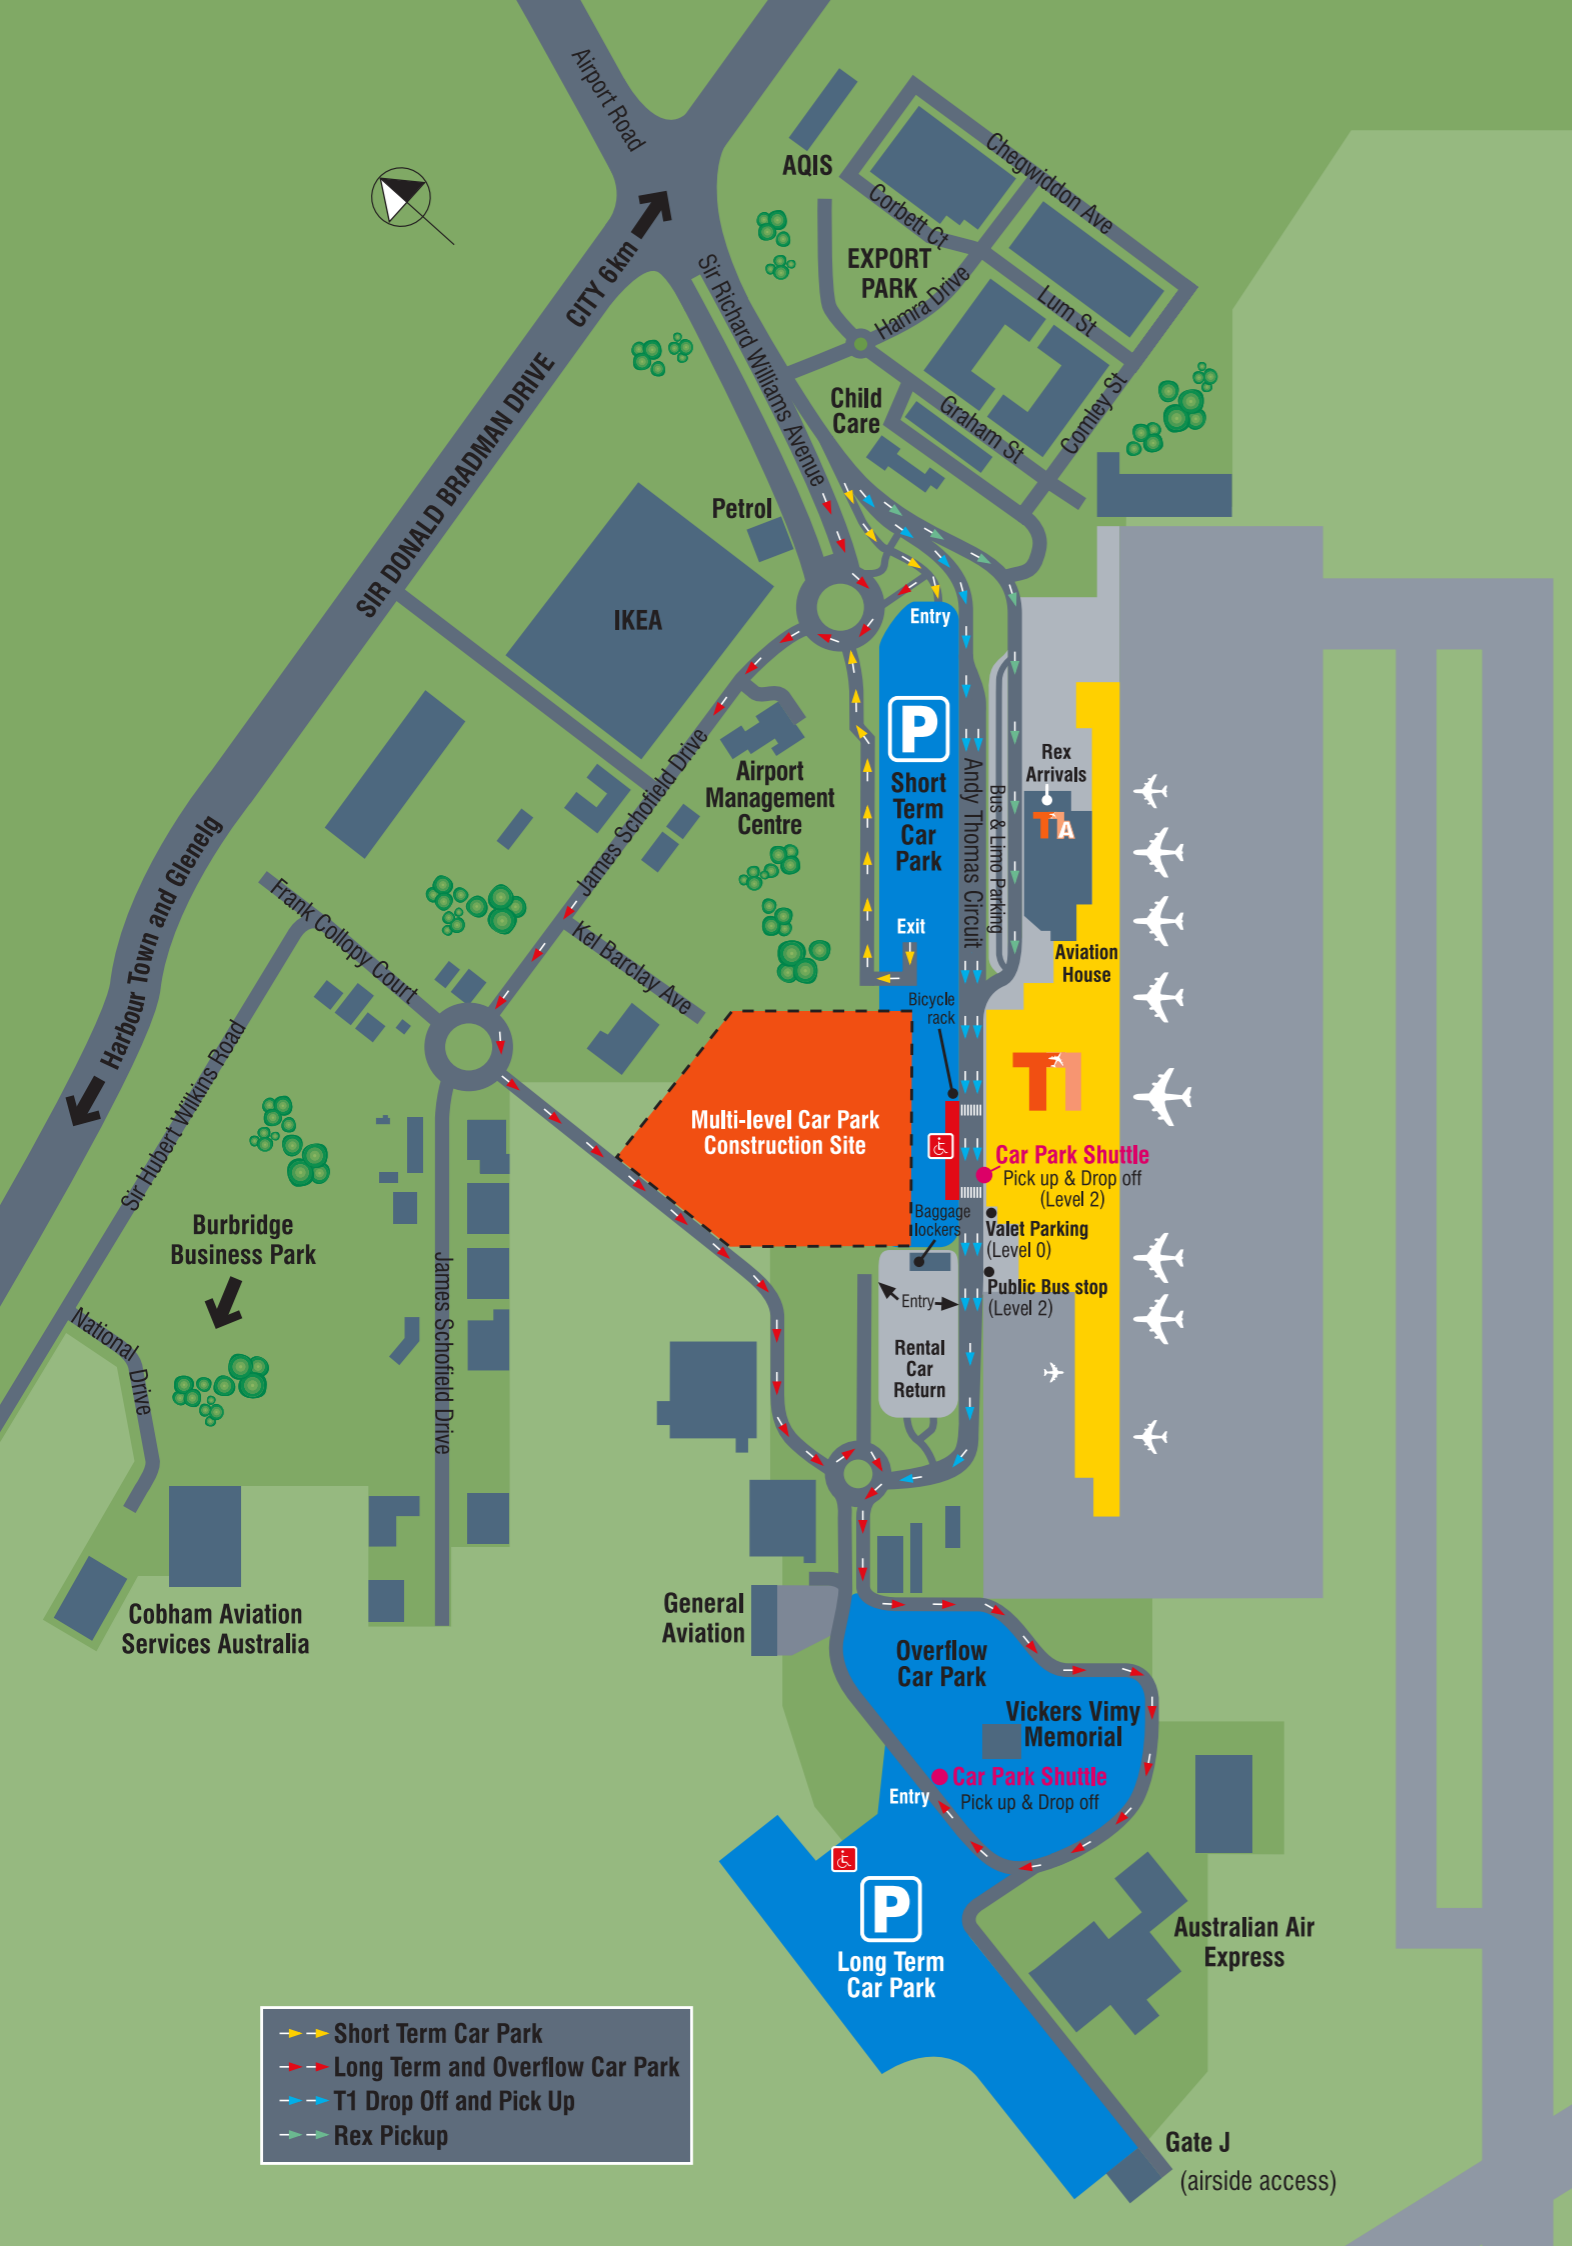 Airport Road
AQIS
Chegwiddon Ave
Corbett Ct
EXPORT
PARK
Hamra Drive
Lum St
CITY 6km
Sir Richard Williams Avenue
Child
Care
Graham St
Comley St
SIR DONALD BRADMAN DRIVE
Petrol
IKEA
Entry
P
Short
Term
Car
Park
Airport
Management
Centre
James Schofield Drive
Andy Thomas Circuit
Bus & Limo Parking
Rex
Arrivals
T1A
Harbour Town and Glenelg
Frank Collopy Court
Kel Barclay Ave
Exit
Aviation
House
Bicycle
rack
Sir Hubert Wilkins Road
T1
Multi-level Car Park
Construction Site
Car Park Shuttle
Pick up & Drop off
(Level 2)
Baggage
lockers
Valet Parking
(Level 0)
Public Bus stop
(Level 2)
Burbridge
Business Park
James Schofield Drive
Entry
National Drive
Rental
Car
Return
General
Aviation
Cobham Aviation
Services Australia
Overflow
Car Park
Vickers Vimy
Memorial
Car Park Shuttle
Pick up & Drop off
Entry
P
Long Term
Car Park
Australian Air
Express
Short Term Car Park
Long Term and Overflow Car Park
T1 Drop Off and Pick Up
Rex Pickup
Gate J
(airside access)